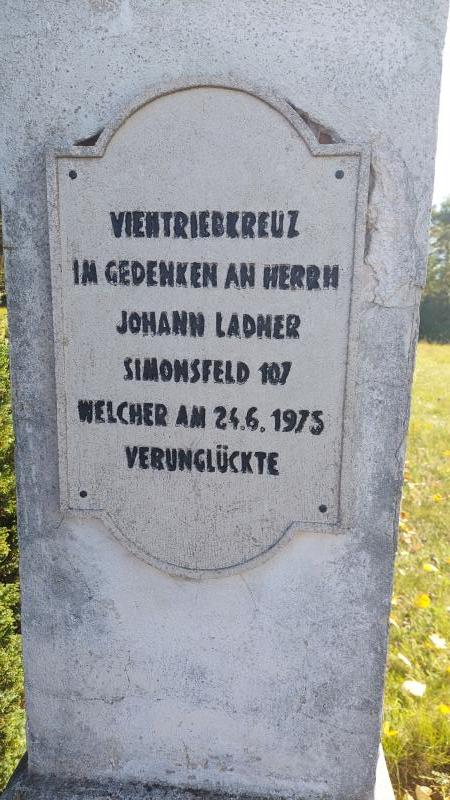 VIEHTRIEBKREUZ
IM GEDENKEN AN HERRN
JOHANN LADNER
SIMONSFELD 107
WELCHER AM 24.6.1975
VERUNGLÜCKTE